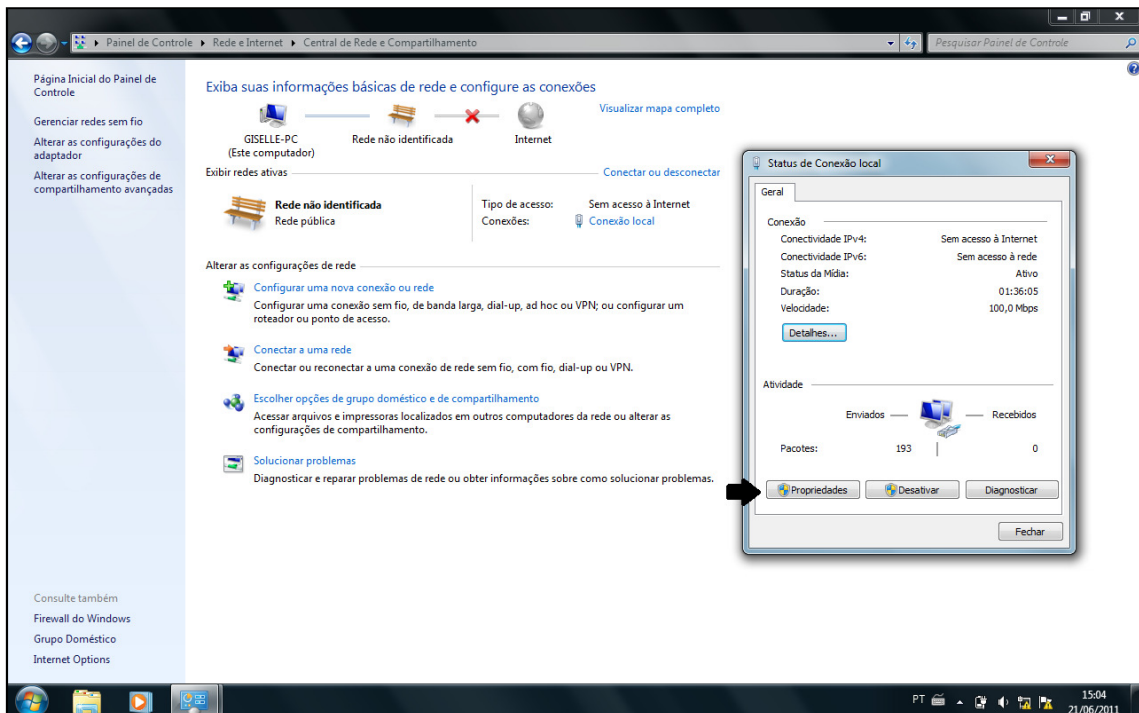 Painel de Controle ▸ Rede e Internet ▸ Central de Rede e Compartilhamento
Pesquisar Painel de Controle
Página Inicial do Painel de
Controle
Gerenciar redes sem fio
Alterar as configurações do
adaptador
Alterar as configurações de
compartilhamento avançadas
Consulte também
Firewall do Windows
Grupo Doméstico
Internet Options
Exiba suas informações básicas de rede e configure as conexões
Visualizar mapa completo
GISELLE-PC
(Este computador)
Rede não identificada
Internet
Exibir redes ativas
Conectar ou desconectar
Rede não identificada
Rede pública
Tipo de acesso: Sem acesso à Internet
Conexões: Conexão local
Alterar as configurações de rede
Configurar uma nova conexão ou rede
Configurar uma conexão sem fio, de banda larga, dial-up, ad hoc ou VPN; ou configurar um
roteador ou ponto de acesso.
Conectar a uma rede
Conectar ou reconectar a uma conexão de rede sem fio, com fio, dial-up ou VPN.
Escolher opções de grupo doméstico e de compartilhamento
Acessar arquivos e impressoras localizados em outros computadores da rede ou alterar as
configurações de compartilhamento.
Solucionar problemas
Diagnosticar e reparar problemas de rede ou obter informações sobre como solucionar problemas.
Status de Conexão local
Geral
Conexão
Conectividade IPv4: Sem acesso à Internet
Conectividade IPv6: Sem acesso à rede
Status da Mídia: Ativo
Duração: 01:36:05
Velocidade: 100,0 Mbps
Detalhes...
Atividade
Enviados — — Recebidos
Pacotes: 193 | 0
Propriedades
Desativar
Diagnosticar
Fechar
PT
15:04
21/06/2011